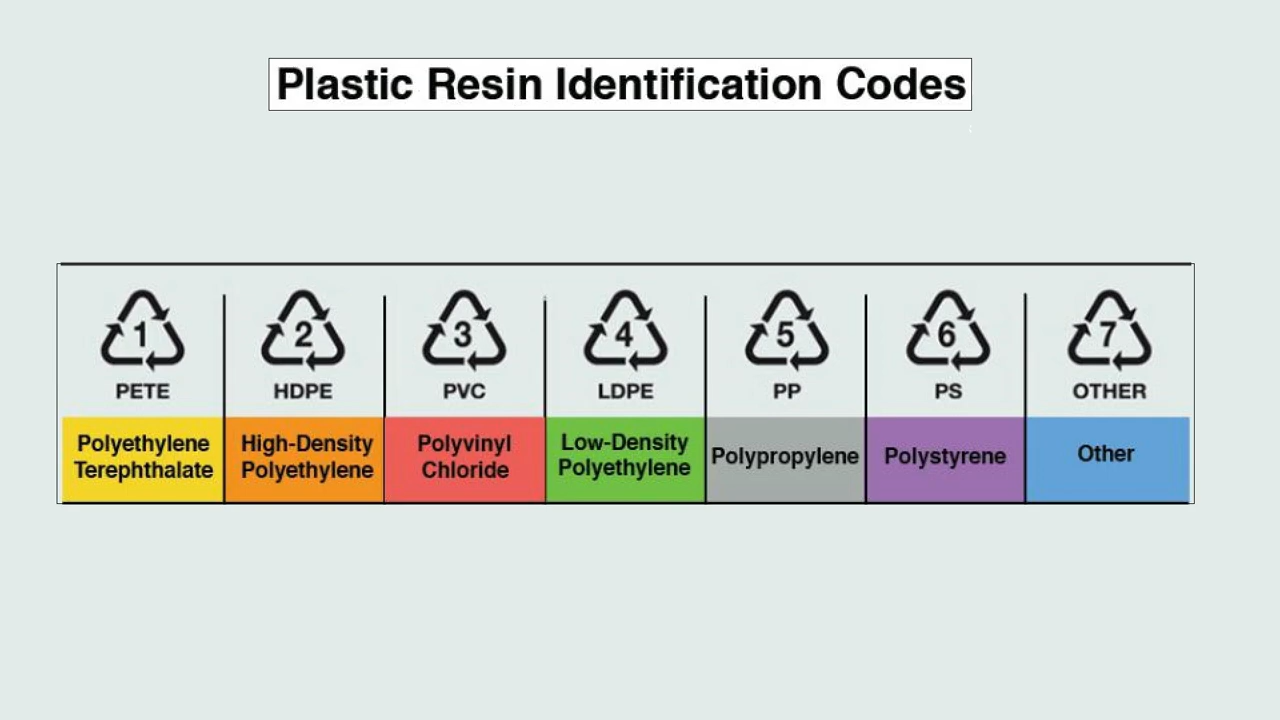 Plastic Resin Identification Codes
1 2 3 4 5 6 7
PETE HDPE PVC LDPE PP PS OTHER
Polyethylene
Terephthalate
High-Density
Polyethylene
Polyvinyl
Chloride
Low-Density
Polyethylene
Polypropylene
Polystyrene
Other